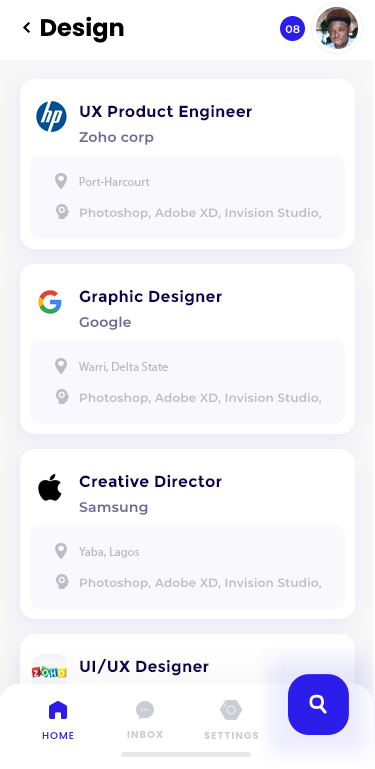 Design
08
hp
UX Product Engineer
Zoho corp
Port-Harcourt
Photoshop, Adobe XD, Invision Studio,
Graphic Designer
Google
Warri, Delta State
Photoshop, Adobe XD, Invision Studio,
Creative Director
Samsung
Yaba, Lagos
Photoshop, Adobe XD, Invision Studio,
UI/UX Designer
ZOHO
HOME
INBOX
SETTINGS